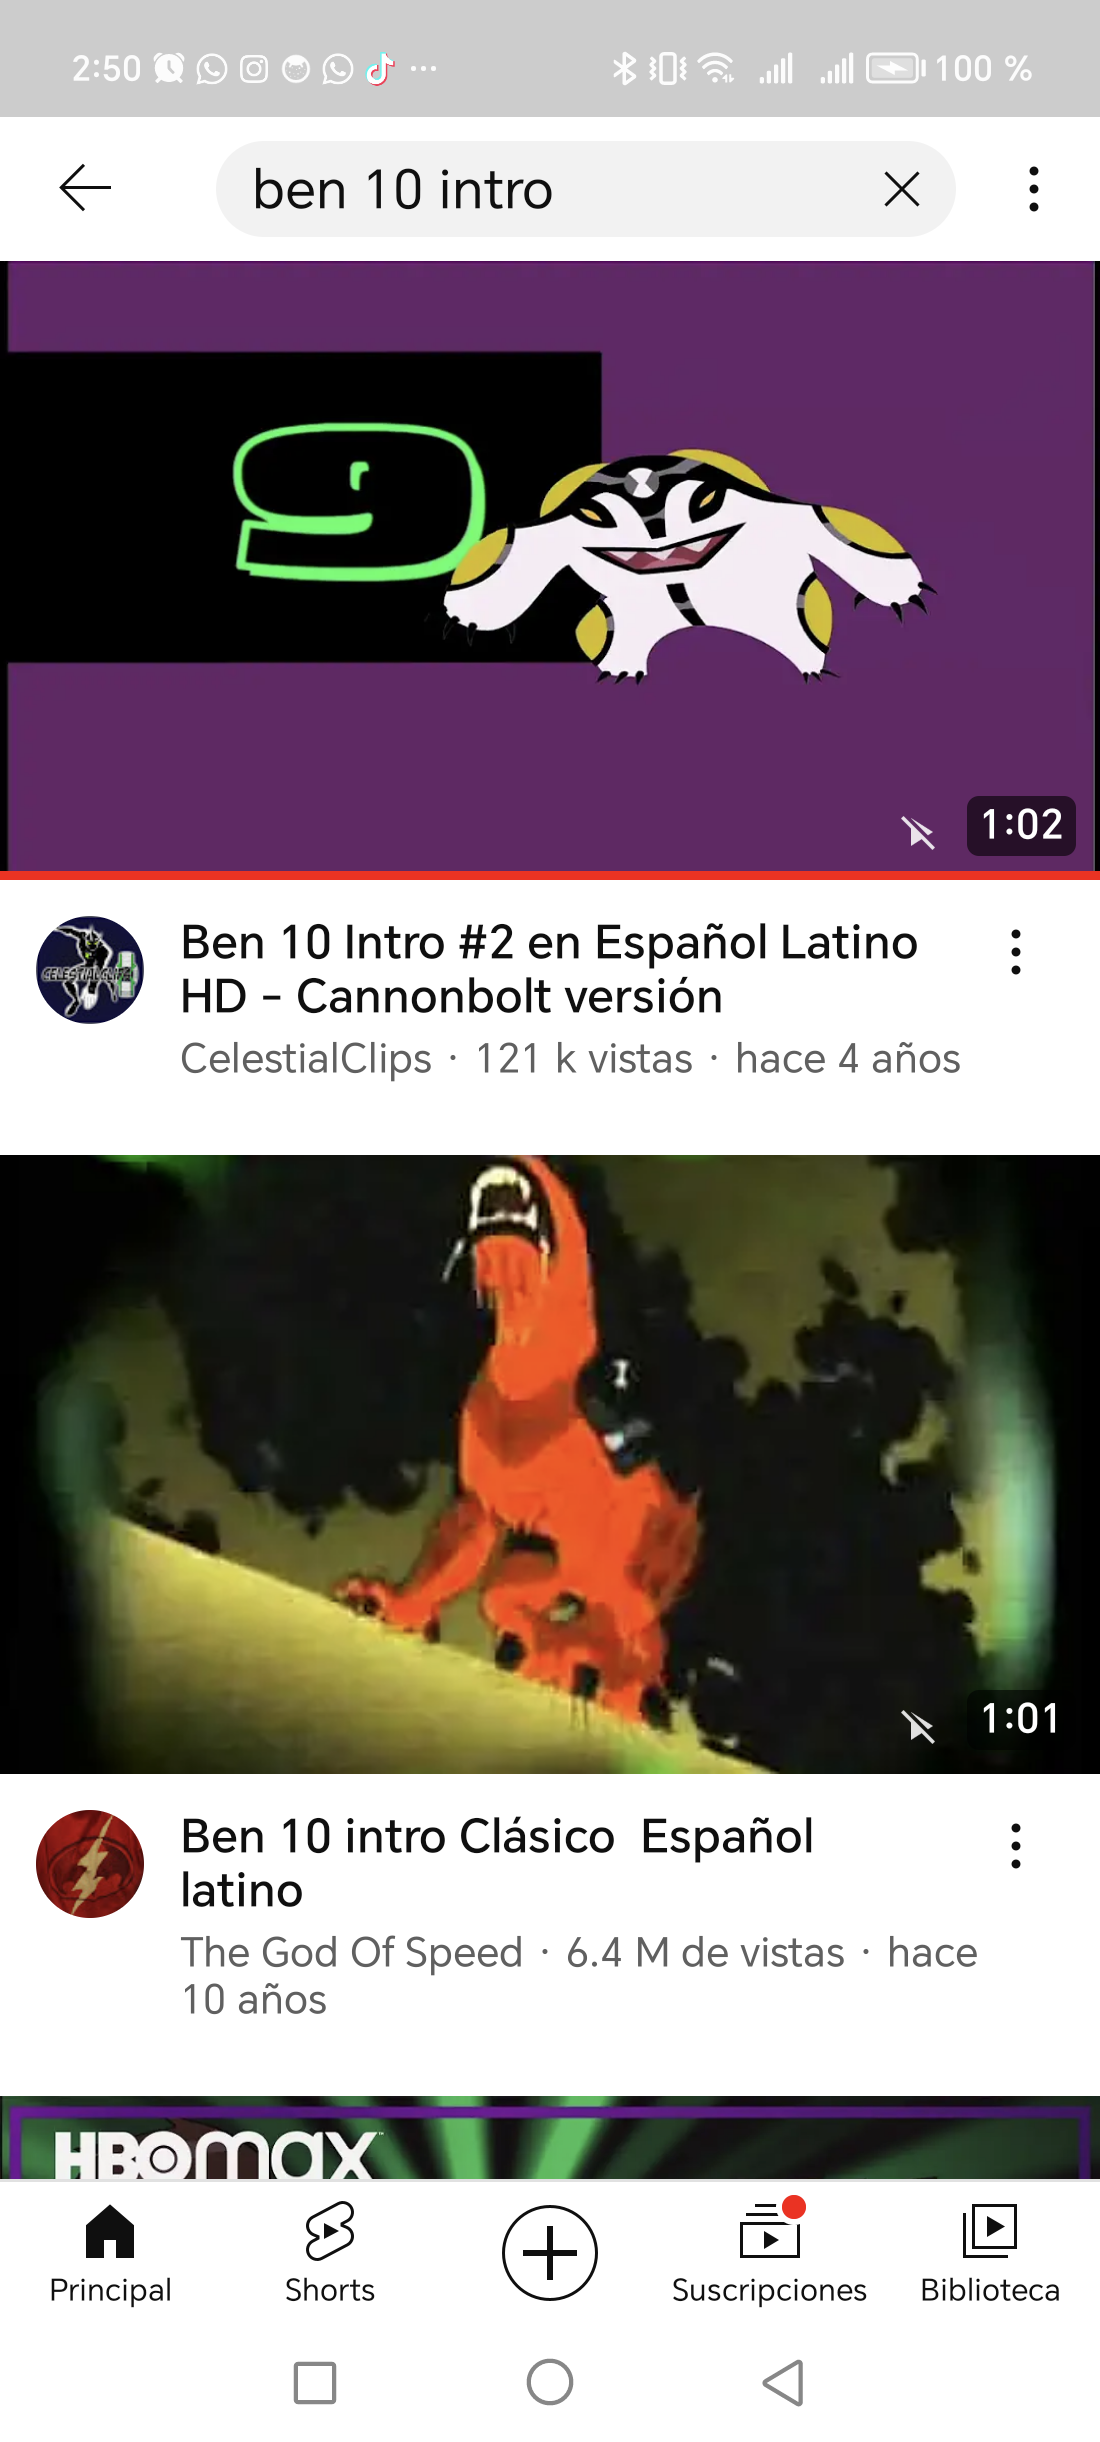 2:50
100 %
ben 10 intro
9
1:02
Ben 10 Intro #2 en Español Latino
HD - Cannonbolt versión
CelestialClips · 121 k vistas · hace 4 años
CELESTIALCLIPS
1:01
Ben 10 intro Clásico Español
latino
The God Of Speed · 6.4 M de vistas · hace
10 años
HBOmax™
Principal
Shorts
Suscripciones
Biblioteca